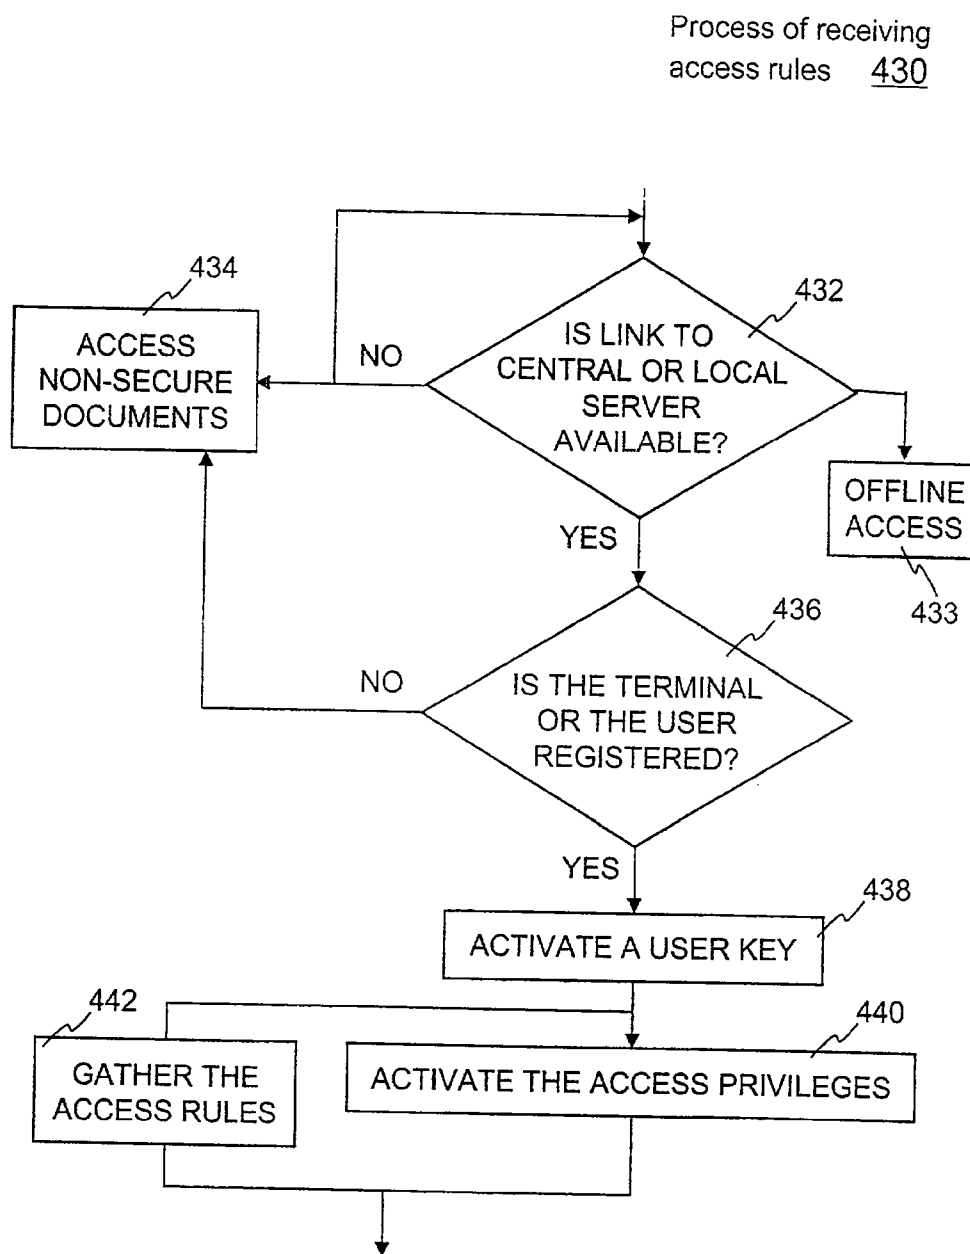 Process of receiving
access rules 430
434
ACCESS
NON-SECURE
DOCUMENTS
NO
432
IS LINK TO
CENTRAL OR LOCAL
SERVER
AVAILABLE?
OFFLINE
ACCESS
433
YES
436
NO
IS THE TERMINAL
OR THE USER
REGISTERED?
YES
438
ACTIVATE A USER KEY
442
GATHER THE
ACCESS RULES
440
ACTIVATE THE ACCESS PRIVILEGES